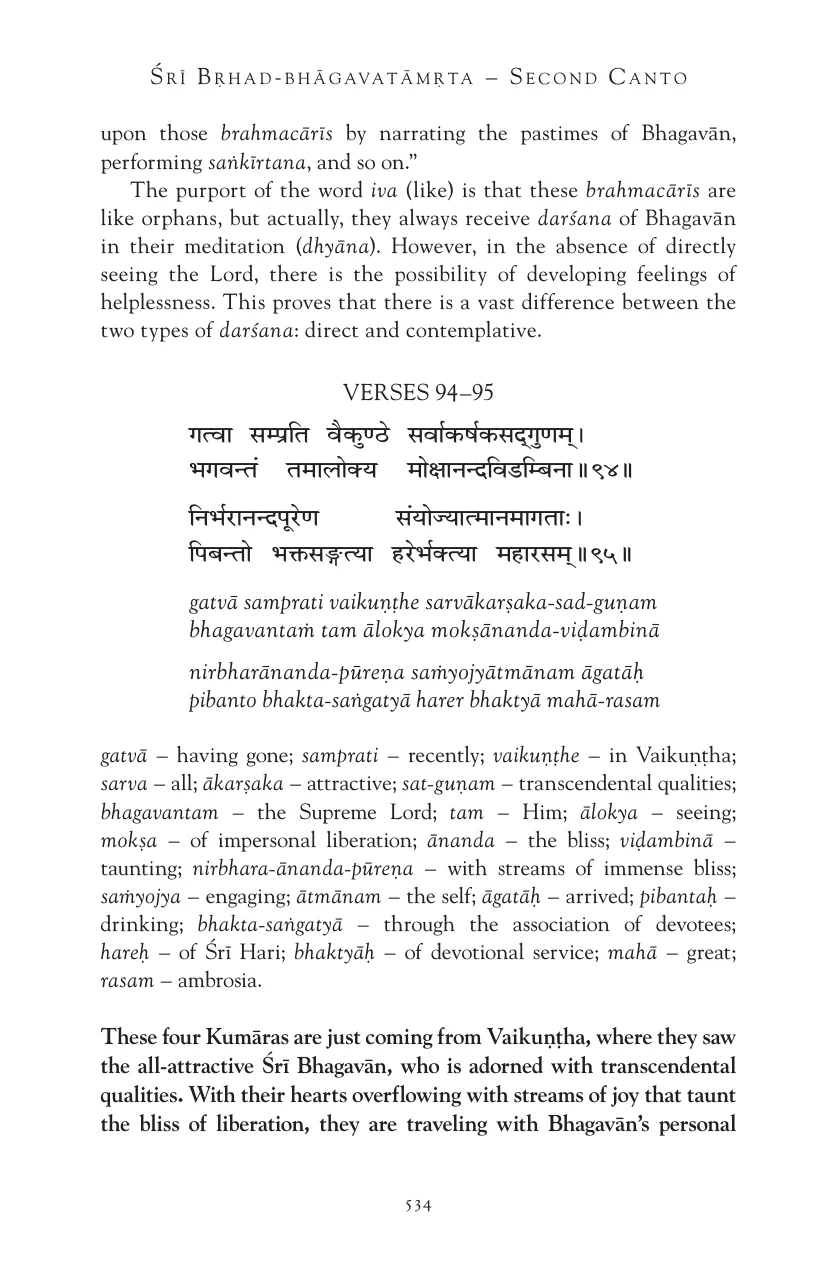 Śrī Bṛhad-bhāgavatāmṛta – Second Canto
upon those brahmacārīs by narrating the pastimes of Bhagavān,
performing saṅkīrtana, and so on.”
The purport of the word iva (like) is that these brahmacārīs are
like orphans, but actually, they always receive darśana of Bhagavān
in their meditation (dhyāna). However, in the absence of directly
seeing the Lord, there is the possibility of developing feelings of
helplessness. This proves that there is a vast difference between the
two types of darśana: direct and contemplative.
VERSES 94–95
गत्वा सम्प्रति वैकुण्ठे सर्वाकर्षकसद्गुणम्।
भगवन्तं तमालोक्य मोक्षानन्दविडम्बिना॥९४॥
निर्भरानन्दपूरेण संयोज्यात्मानमागताः।
पिबन्तो भक्तसङ्गत्या हरेर्भक्त्या महारसम्॥९५॥
gatvā samprati vaikuṇṭhe sarvākarṣaka-sad-guṇam
bhagavantaṁ tam ālokya mokṣānanda-viḍambinā
nirbharānanda-pūreṇa saṁyojyātmānam āgatāḥ
pibanto bhakta-saṅgatyā harer bhaktyā mahā-rasam
gatvā – having gone; samprati – recently; vaikuṇṭhe – in Vaikuṇṭha;
sarva – all; ākarṣaka – attractive; sat-guṇam – transcendental qualities;
bhagavantam – the Supreme Lord; tam – Him; ālokya – seeing;
mokṣa – of impersonal liberation; ānanda – the bliss; viḍambinā –
taunting; nirbhara-ānanda-pūreṇa – with streams of immense bliss;
saṁyojya – engaging; ātmānam – the self; āgatāḥ – arrived; pibantaḥ –
drinking; bhakta-saṅgatyā – through the association of devotees;
hareḥ – of Śrī Hari; bhaktyāḥ – of devotional service; mahā – great;
rasam – ambrosia.
These four Kumāras are just coming from Vaikuṇṭha, where they saw
the all-attractive Śrī Bhagavān, who is adorned with transcendental
qualities. With their hearts overflowing with streams of joy that taunt
the bliss of liberation, they are traveling with Bhagavān’s personal
534